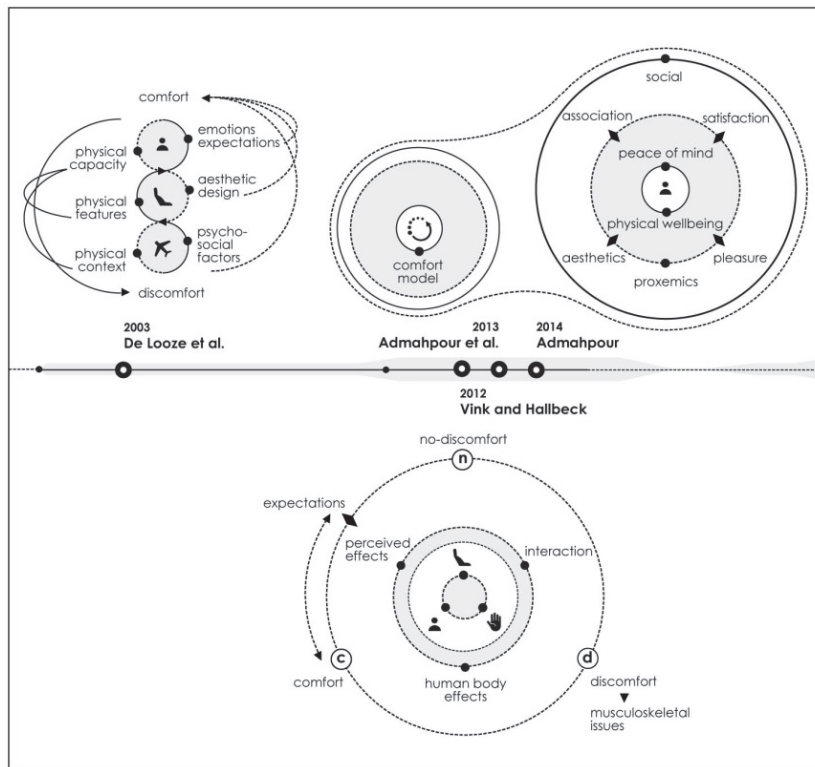 comfort
emotions
expectations
physical
capacity
aesthetic
design
physical
features
psycho-
social
factors
physical
context
discomfort
comfort
model
social
association
satisfaction
peace of mind
physical wellbeing
aesthetics
pleasure
proxemics
2003
De Looze et al.
2013
Admahpour et al.
2014
Admahpour
2012
Vink and Hallbeck
no-discomfort
n
expectations
perceived
effects
interaction
c
d
comfort
human body
effects
discomfort
musculoskeletal
issues